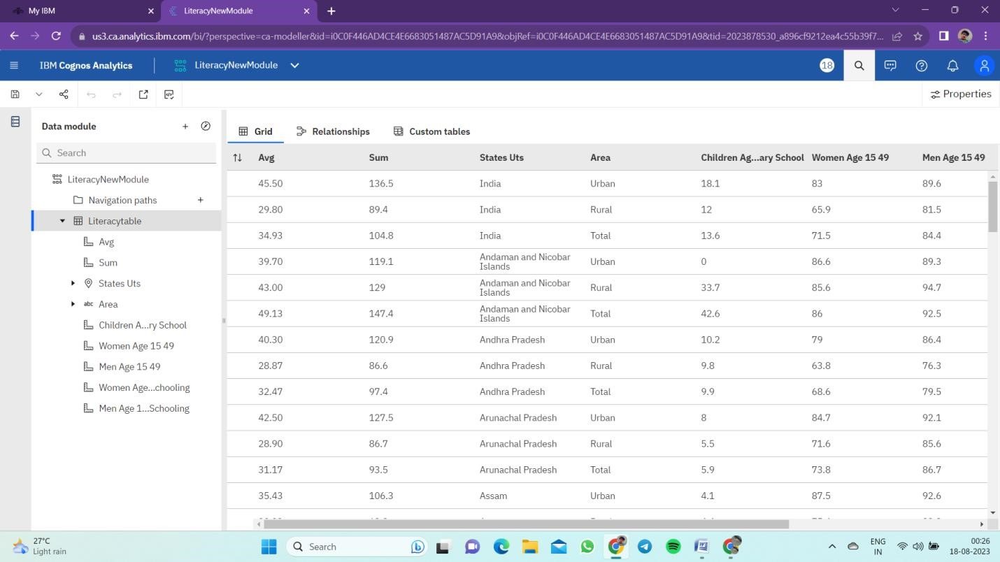 My IBM
LiteracyNewModule
us3.ca.analytics.ibm.com/bi/?perspective=ca-modeller&id=i0C0F446AD4CE4E6683051487AC5D91A9&objRef=i0C0F446AD4CE4E6683051487AC5D91A9&tid=2023878530_a896cf9212ea4c55b39f7...
IBM Cognos Analytics
LiteracyNewModule
18
Properties
Data module
Search
LiteracyNewModule
Navigation paths
Literacytable
Avg
Sum
States Uts
abc Area
Children A...ry School
Women Age 15 49
Men Age 15 49
Women Age...chooling
Men Age 1...Schooling
Grid Relationships Custom tables
Avg Sum States Uts Area Children Ag...ary School Women Age 15 49 Men Age 15 49
45.50 136.5 India Urban 18.1 83 89.6
29.80 89.4 India Rural 12 65.9 81.5
34.93 104.8 India Total 13.6 71.5 84.4
39.70 119.1 Andaman and Nicobar Islands Urban 0 86.6 89.3
43.00 129 Andaman and Nicobar Islands Rural 33.7 85.6 94.7
49.13 147.4 Andaman and Nicobar Islands Total 42.6 86 92.5
40.30 120.9 Andhra Pradesh Urban 10.2 79 86.4
28.87 86.6 Andhra Pradesh Rural 9.8 63.8 76.3
32.47 97.4 Andhra Pradesh Total 9.9 68.6 79.5
42.50 127.5 Arunachal Pradesh Urban 8 84.7 92.1
28.90 86.7 Arunachal Pradesh Rural 5.5 71.6 85.6
31.17 93.5 Arunachal Pradesh Total 5.9 73.8 86.7
35.43 106.3 Assam Urban 4.1 87.5 92.6
27°C
Light rain
Search
ENG
IN
00:26
18-08-2023